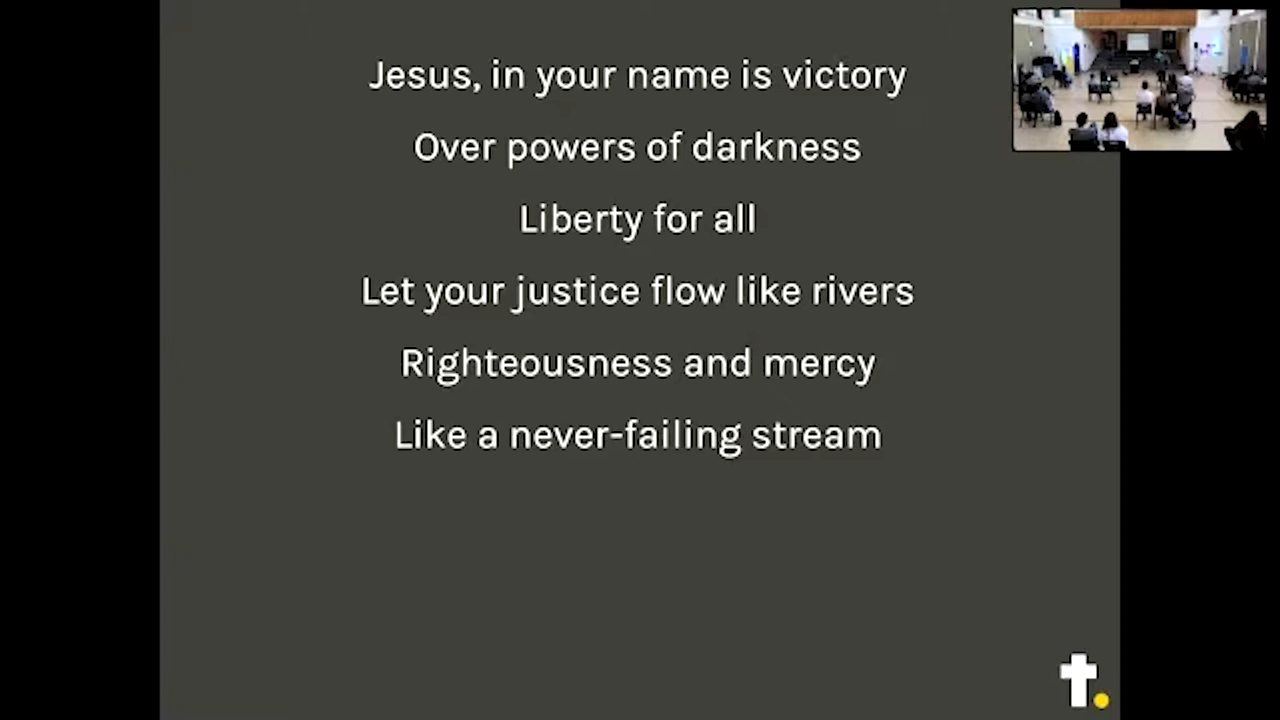 Jesus, in your name is victory
Over powers of darkness
Liberty for all
Let your justice flow like rivers
Righteousness and mercy
Like a never-failing stream